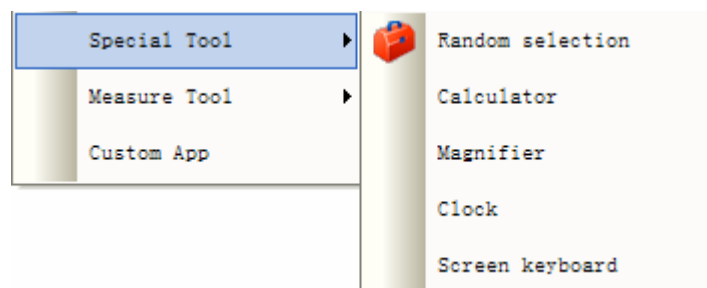 Special Tool
Measure Tool
Custom App
Random selection
Calculator
Magnifier
Clock
Screen keyboard